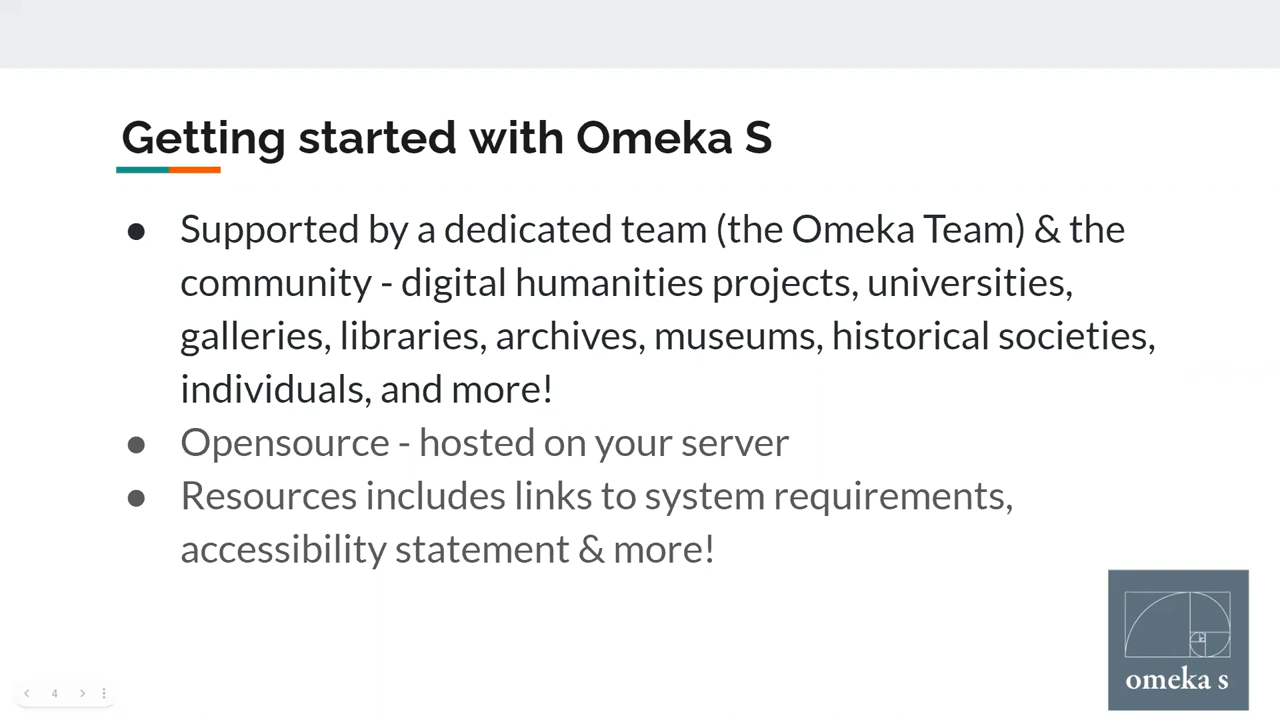 Getting started with Omeka S
● Supported by a dedicated team (the Omeka Team) & the
community - digital humanities projects, universities,
galleries, libraries, archives, museums, historical societies,
individuals, and more!
● Opensource - hosted on your server
● Resources includes links to system requirements,
accessibility statement & more!
omeka s
4